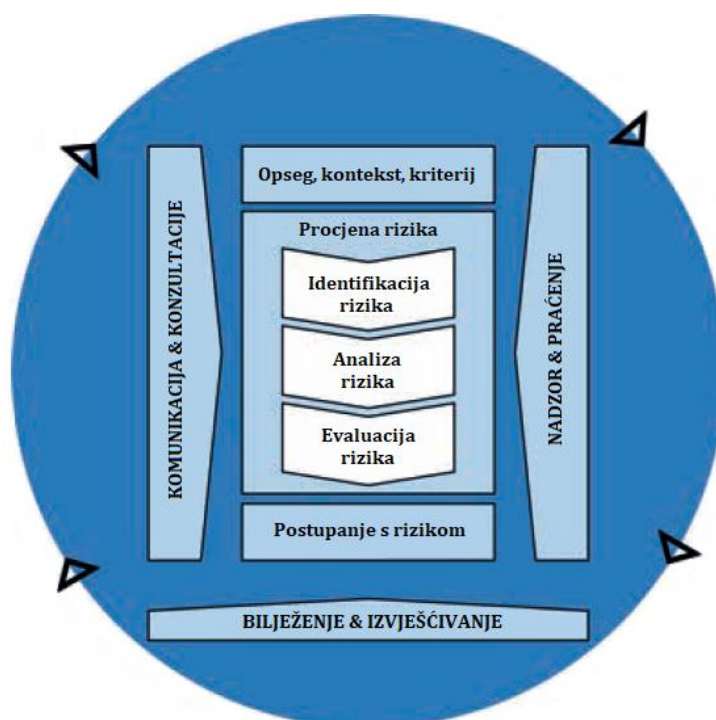 KOMUNIKACIJA & KONZULTACIJE
Opseg, kontekst, kriterij
Procjena rizika
Identifikacija
rizika
Analiza
rizika
Evaluacija
rizika
Postupanje s rizikom
NADZOR & PRAĆENJE
BILJEŽENJE & IZVJEŠĆIVANJE